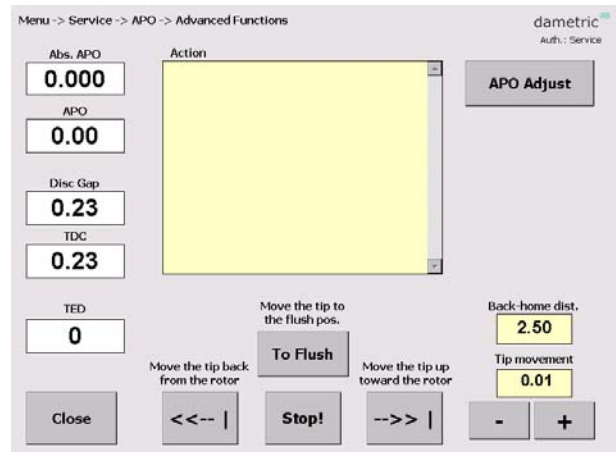 Menu -> Service -> APO -> Advanced Functions
dametric
Auth.: Service
Abs. APO
0.000
Action
APO Adjust
APO
0.00
Disc Gap
0.23
TDC
0.23
TED
0
Move the tip to
the flush pos.
To Flush
Back-home dist.
2.50
Move the tip back
from the rotor
Move the tip up
toward the rotor
Tip movement
0.01
Close
<<-- |
Stop!
-->> |
-
+